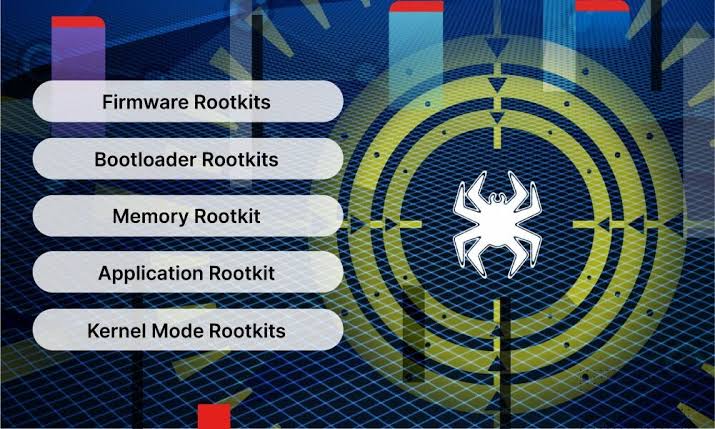 Firmware Rootkits
Bootloader Rootkits
Memory Rootkit
Application Rootkit
Kernel Mode Rootkits